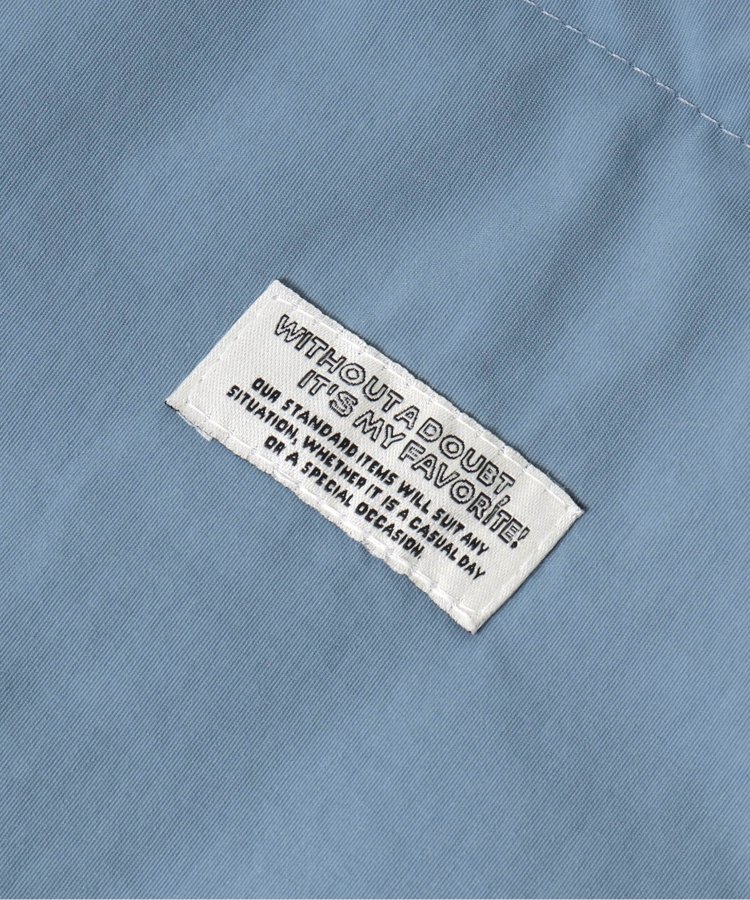 WITHOUT A DOUBT,
IT'S MY FAVORITE!
OUR STANDARD ITEMS WILL SUIT ANY
SITUATION, WHETHER IT IS A CASUAL DAY
OR A SPECIAL OCCASION